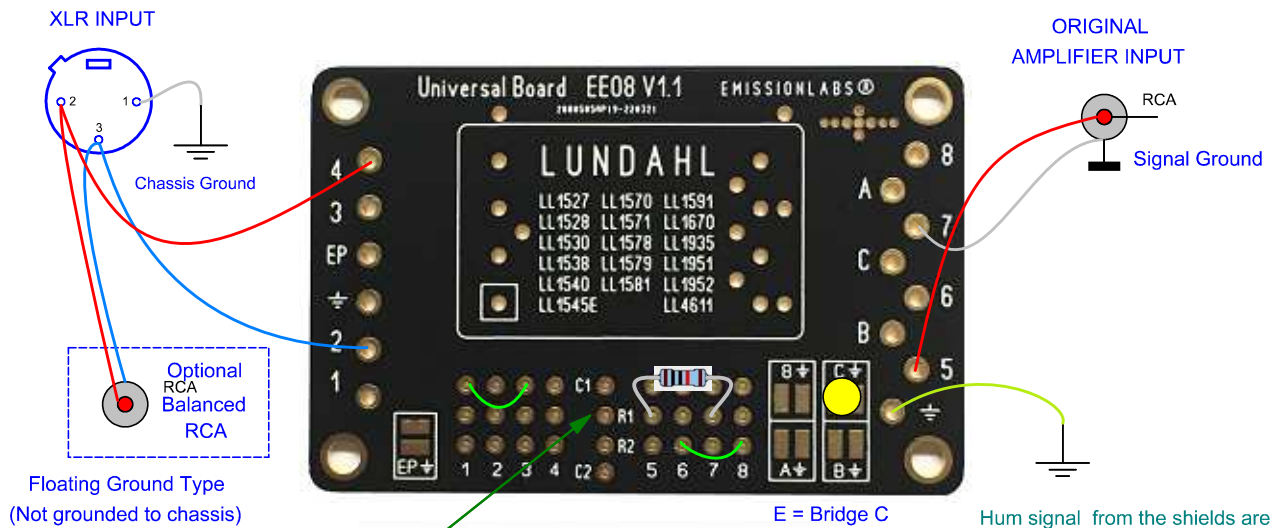 XLR INPUT
2
1
3
Chassis Ground
ORIGINAL
AMPLIFIER INPUT
RCA
Signal Ground
Universal Board EE08 V1.1
EMISSIONLABS®
LUNDAHL
LL1527 LL1570 LL1591
LL1528 LL1571 LL1670
LL1530 LL1578 LL1935
LL1538 LL1579 LL1951
LL1540 LL1581 LL1952
LL1545E LL4611
4
3
EP
2
1
8
A
7
C
6
B
5
C1
R1
R2
C2
1 2 3 4
5 6 7 8
EP
B
C
A
B
Optional
RCA
Balanced
RCA
Floating Ground Type
(Not grounded to chassis)
E = Bridge C
Hum signal from the shields are